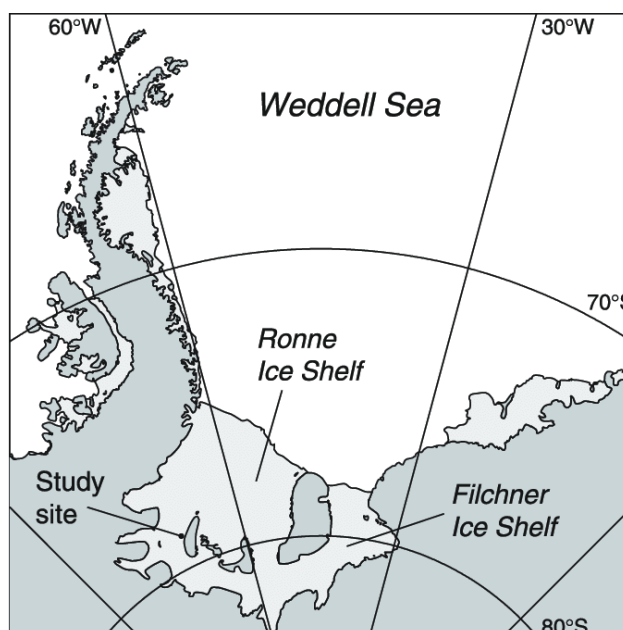 60°W
30°W
Weddell Sea
70°S
Ronne
Ice Shelf
Study
site
Filchner
Ice Shelf
80°S